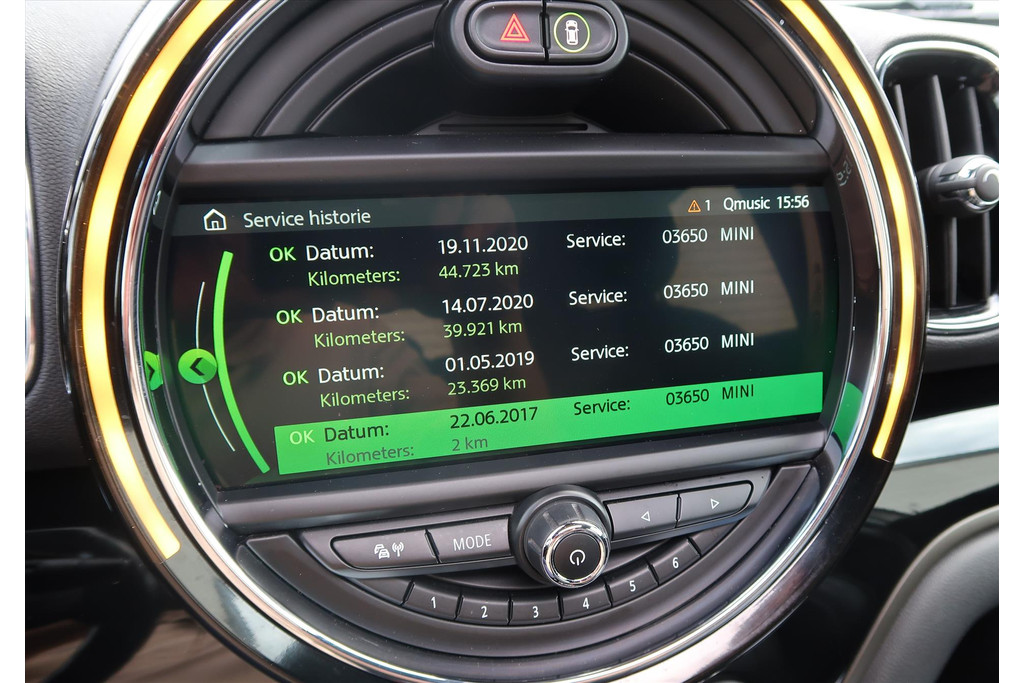 Service histoire
1 Qmusic 15:56
OK Datum: 19.11.2020 Service: 03650 MINI
Kilometers: 44.723 km
OK Datum: 14.07.2020 Service: 03650 MINI
Kilometers: 39.921 km
OK Datum: 01.05.2019 Service: 03650 MINI
Kilometers: 23.369 km
OK Datum: 22.06.2017 Service: 03650 MINI
Kilometers: 2 km
MODE
1 2 3 4 5 6